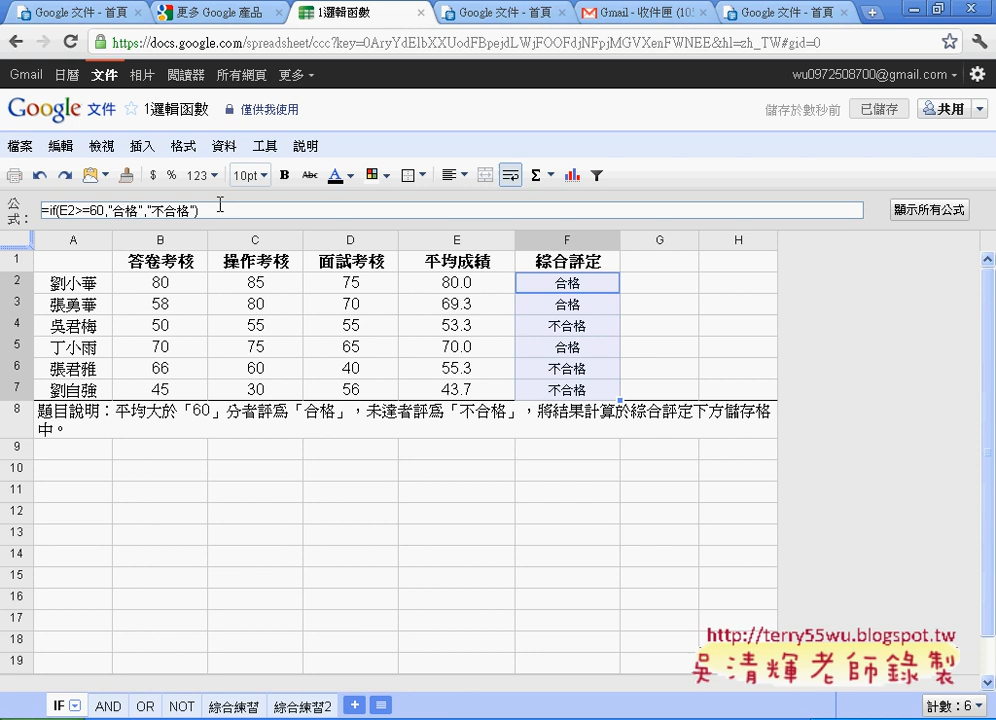 Google 文件 - 首頁
更多 Google 產品
1邏輯函數
Google 文件 - 首頁
Gmail - 收件匣 (10
Google 文件 - 首頁
https://docs.google.com/spreadsheet/ccc?key=0AryYdElbXXUodFBpejdLWjFOOFdjNFpjMGVXenFWNEE&hl=zh_TW#gid=0
Gmail 日曆 文件 相片 閱讀器 所有網頁 更多
wu0972508700@gmail.com
Google 文件 1邏輯函數 僅供我使用
儲存於數秒前 已儲存 共用
檔案 編輯 檢視 插入 格式 資料 工具 說明
$ % 123 10pt B Abc A Σ
公式： =if(E2>=60,"合格","不合格") 顯示所有公式
A B C D E F G H
1 答卷考核 操作考核 面試考核 平均成績 綜合評定
2 劉小華 80 85 75 80.0 合格
3 張勇華 58 80 70 69.3 合格
4 吳君梅 50 55 55 53.3 不合格
5 丁小雨 70 75 65 70.0 合格
6 張君雅 66 60 40 55.3 不合格
7 劉自強 45 30 56 43.7 不合格
8 題目說明：平均大於「60」分者評為「合格」，未達者評為「不合格」，將結果計算於綜合評定下方儲存格
中。
9
10
11
12
13
14
15
16
17
18
19
http://terry55wu.blogspot.tw
吳清輝老師錄製
IF AND OR NOT 綜合練習 綜合練習2 計數：6